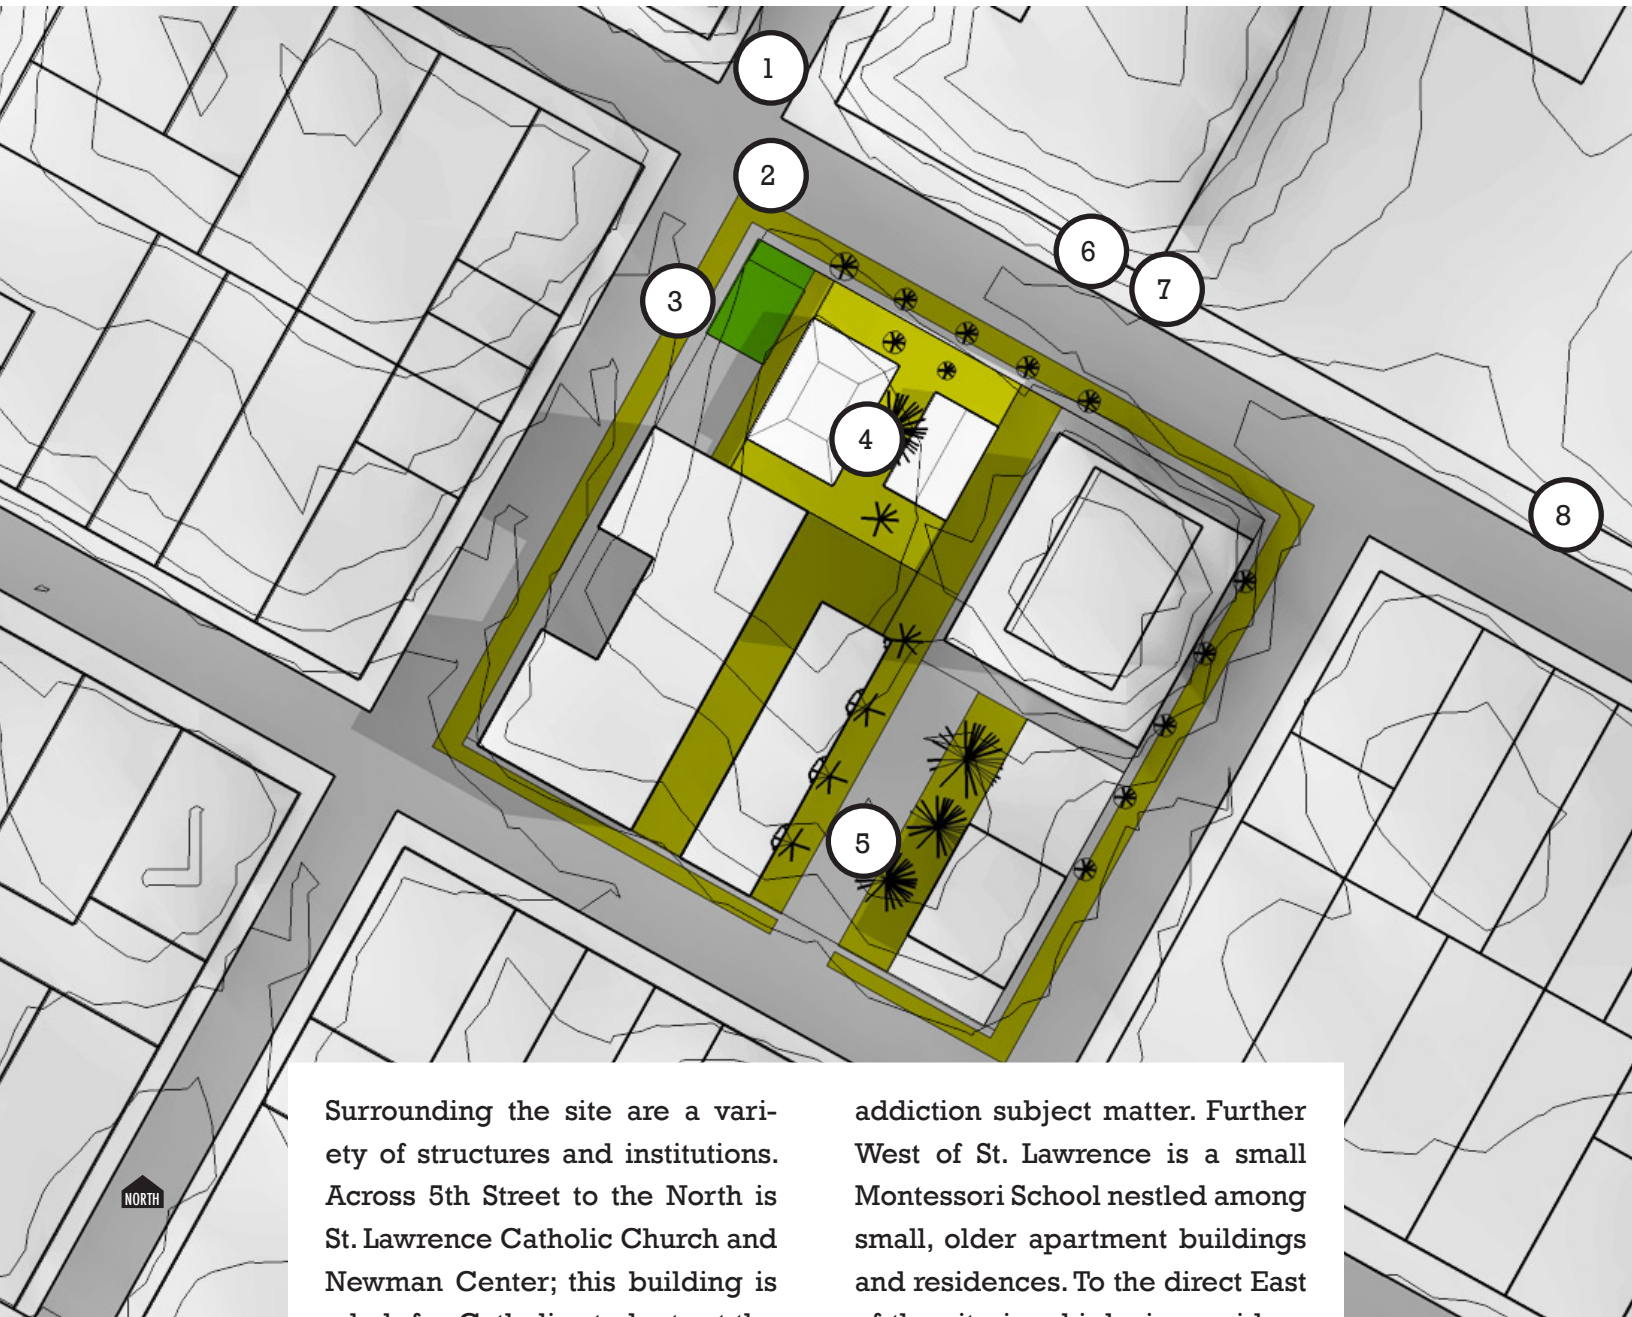 1
2
3
4
5
6
7
8
NORTH
Surrounding the site are a vari-
ety of structures and institutions.
Across 5th Street to the North is
St. Lawrence Catholic Church and
Newman Center; this building is
addiction subject matter. Further
West of St. Lawrence is a small
Montessori School nestled among
small, older apartment buildings
and residences. To the direct East